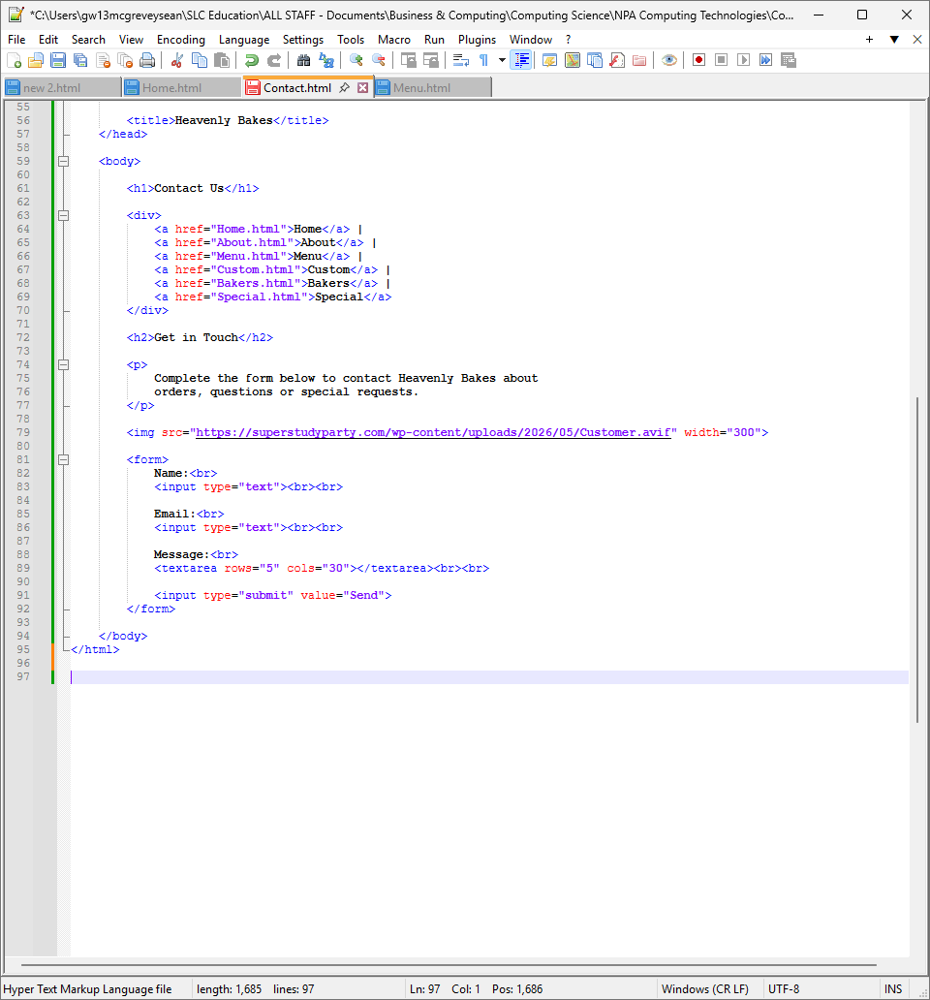 *C:\Users\gw13mcgreveysean\SLC Education\ALL STAFF - Documents\Business & Computing\Computing Science\NPA Computing Technologies\Co...
File Edit Search View Encoding Language Settings Tools Macro Run Plugins Window ?
new 2.html Home.html Contact.html Menu.html
55
56 <title>Heavenly Bakes</title>
57 </head>
58
59 <body>
60
61 <h1>Contact Us</h1>
62
63 <div>
64 <a href="Home.html">Home</a> |
65 <a href="About.html">About</a> |
66 <a href="Menu.html">Menu</a> |
67 <a href="Custom.html">Custom</a> |
68 <a href="Bakers.html">Bakers</a> |
69 <a href="Special.html">Special</a>
70 </div>
71
72 <h2>Get in Touch</h2>
73
74 <p>
75 Complete the form below to contact Heavenly Bakes about
76 orders, questions or special requests.
77 </p>
78
79 <img src="https://superstudyparty.com/wp-content/uploads/2026/05/Customer.avif" width="300">
80
81 <form>
82 Name:<br>
83 <input type="text"><br><br>
84
85 Email:<br>
86 <input type="text"><br><br>
87
88 Message:<br>
89 <textarea rows="5" cols="30"></textarea><br><br>
90
91 <input type="submit" value="Send">
92 </form>
93
94 </body>
95 </html>
96
97
Hyper Text Markup Language file length: 1,685 lines: 97 Ln: 97 Col: 1 Pos: 1,686 Windows (CR LF) UTF-8 INS